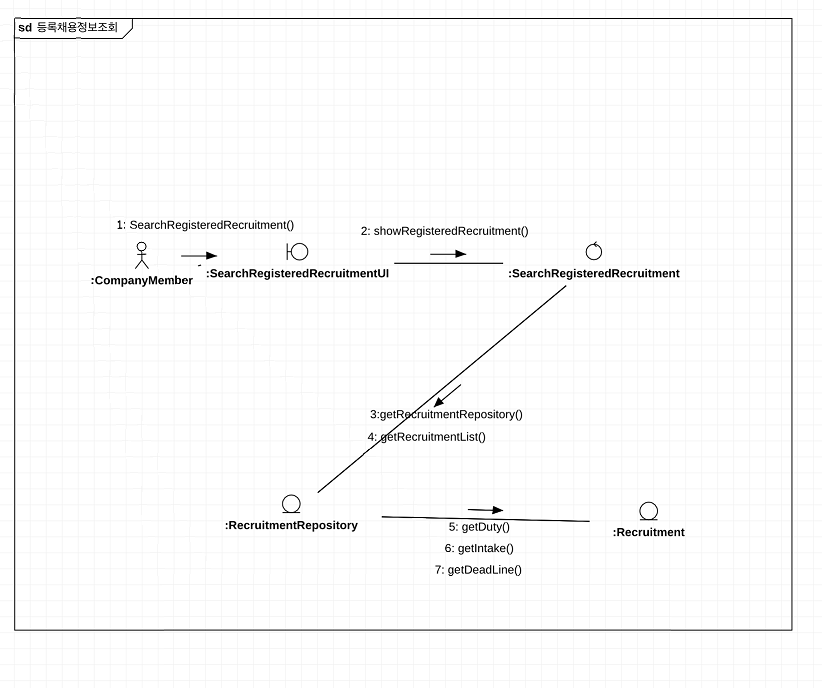 sd 등록채용정보조회
1: SearchRegisteredRecruitment()
2: showRegisteredRecruitment()
:CompanyMember
:SearchRegisteredRecruitmentUI
:SearchRegisteredRecruitment
3:getRecruitmentRepository()
4: getRecruitmentList()
:RecruitmentRepository
5: getDuty()
:Recruitment
6: getIntake()
7: getDeadLine()